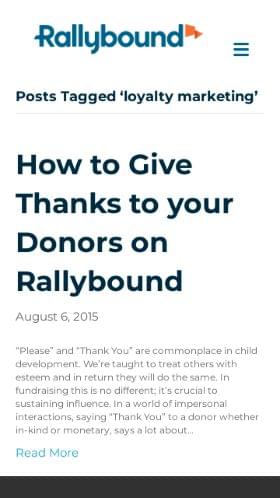 Rallybound
Posts Tagged ‘loyalty marketing’
How to Give
Thanks to your
Donors on
Rallybound
August 6, 2015
“Please” and “Thank You” are commonplace in child
development. We’re taught to treat others with
esteem and in return they will do the same. In
fundraising this is no different; it’s crucial to
sustaining influence. In a world of impersonal
interactions, saying “Thank You” to a donor whether
in-kind or monetary, says a lot about…
Read More